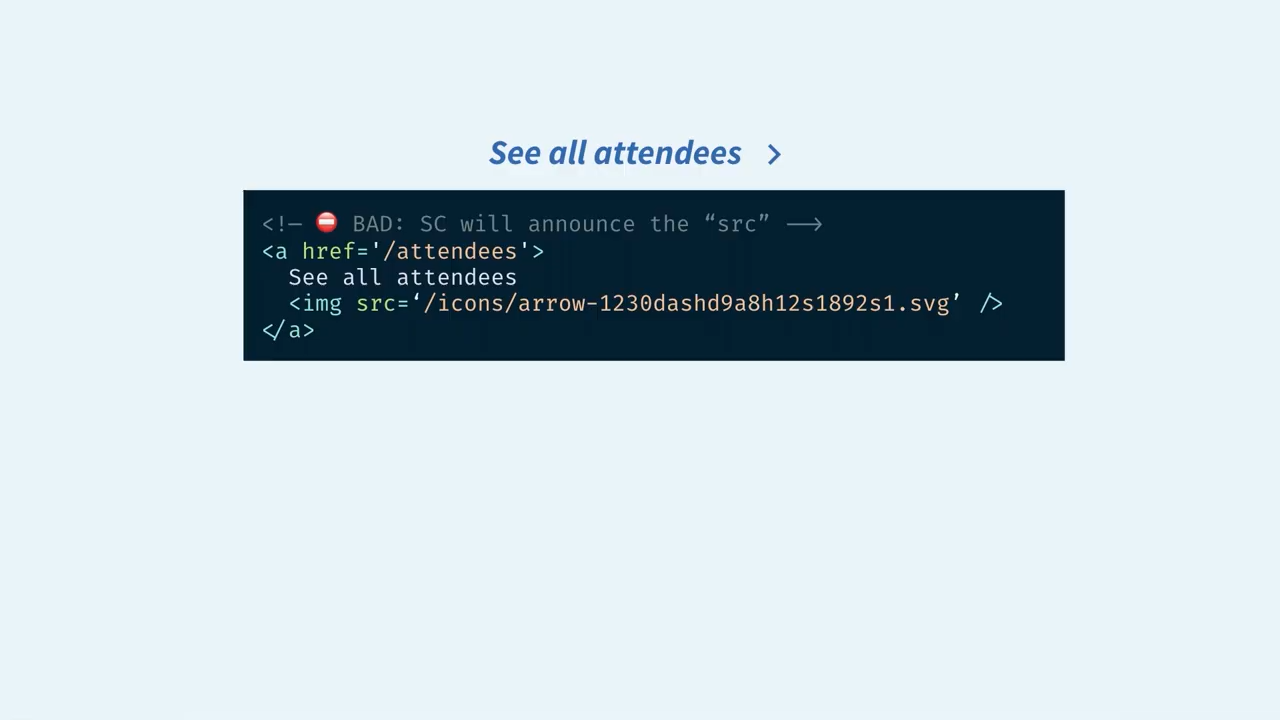 See all attendees >
<!— ⛔ BAD: SC will announce the “src” —>
<a href='/attendees'>
  See all attendees
  <img src=‘/icons/arrow-1230dashd9a8h12s1892s1.svg’ />
</a>